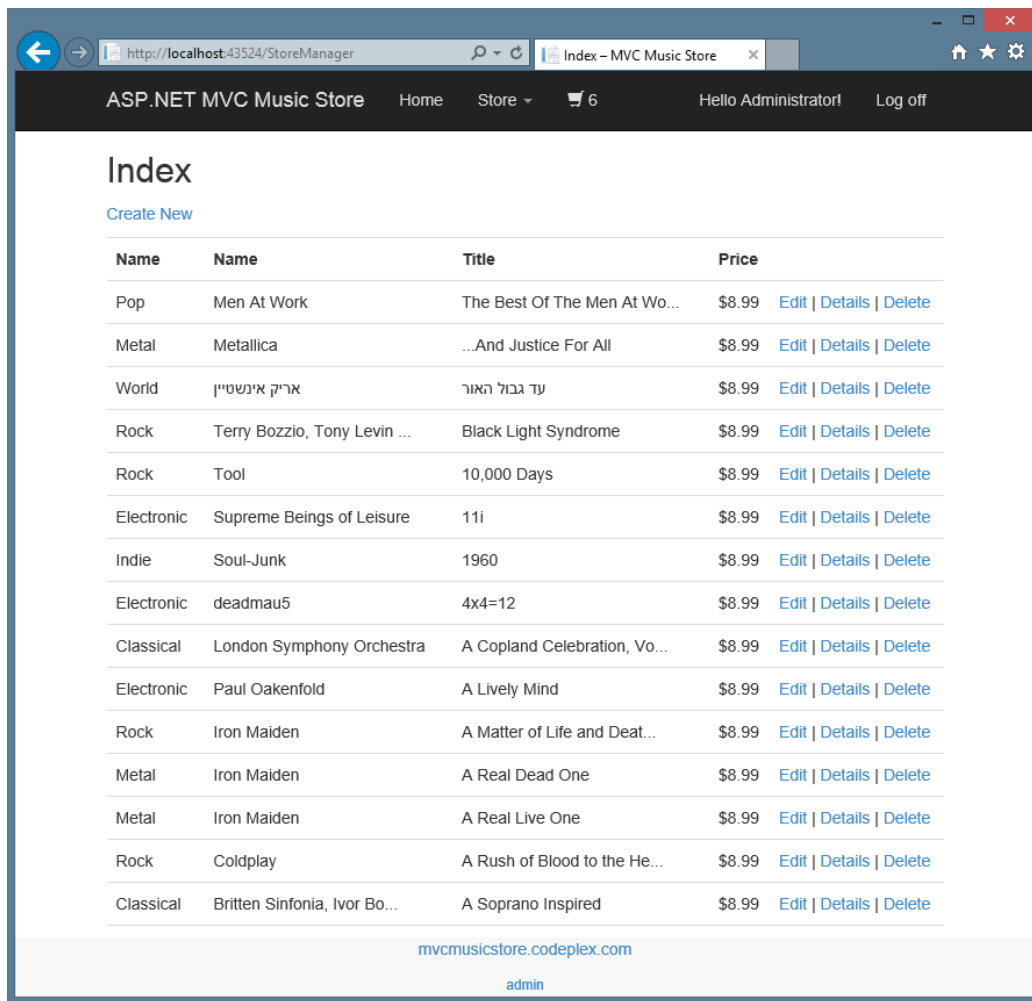 http://localhost:43524/StoreManager
Index – MVC Music Store
ASP.NET MVC Music Store Home Store 6 Hello Administrator! Log off
Index
Create New
Name Name Title Price
Pop Men At Work The Best Of The Men At Wo... $8.99 Edit | Details | Delete
Metal Metallica ...And Justice For All $8.99 Edit | Details | Delete
World אריק אינשטיין עד גבול האור $8.99 Edit | Details | Delete
Rock Terry Bozzio, Tony Levin ... Black Light Syndrome $8.99 Edit | Details | Delete
Rock Tool 10,000 Days $8.99 Edit | Details | Delete
Electronic Supreme Beings of Leisure 11i $8.99 Edit | Details | Delete
Indie Soul-Junk 1960 $8.99 Edit | Details | Delete
Electronic deadmau5 4x4=12 $8.99 Edit | Details | Delete
Classical London Symphony Orchestra A Copland Celebration, Vo... $8.99 Edit | Details | Delete
Electronic Paul Oakenfold A Lively Mind $8.99 Edit | Details | Delete
Rock Iron Maiden A Matter of Life and Deat... $8.99 Edit | Details | Delete
Metal Iron Maiden A Real Dead One $8.99 Edit | Details | Delete
Metal Iron Maiden A Real Live One $8.99 Edit | Details | Delete
Rock Coldplay A Rush of Blood to the He... $8.99 Edit | Details | Delete
Classical Britten Sinfonia, Ivor Bo... A Soprano Inspired $8.99 Edit | Details | Delete
mvcmusicstore.codeplex.com
admin